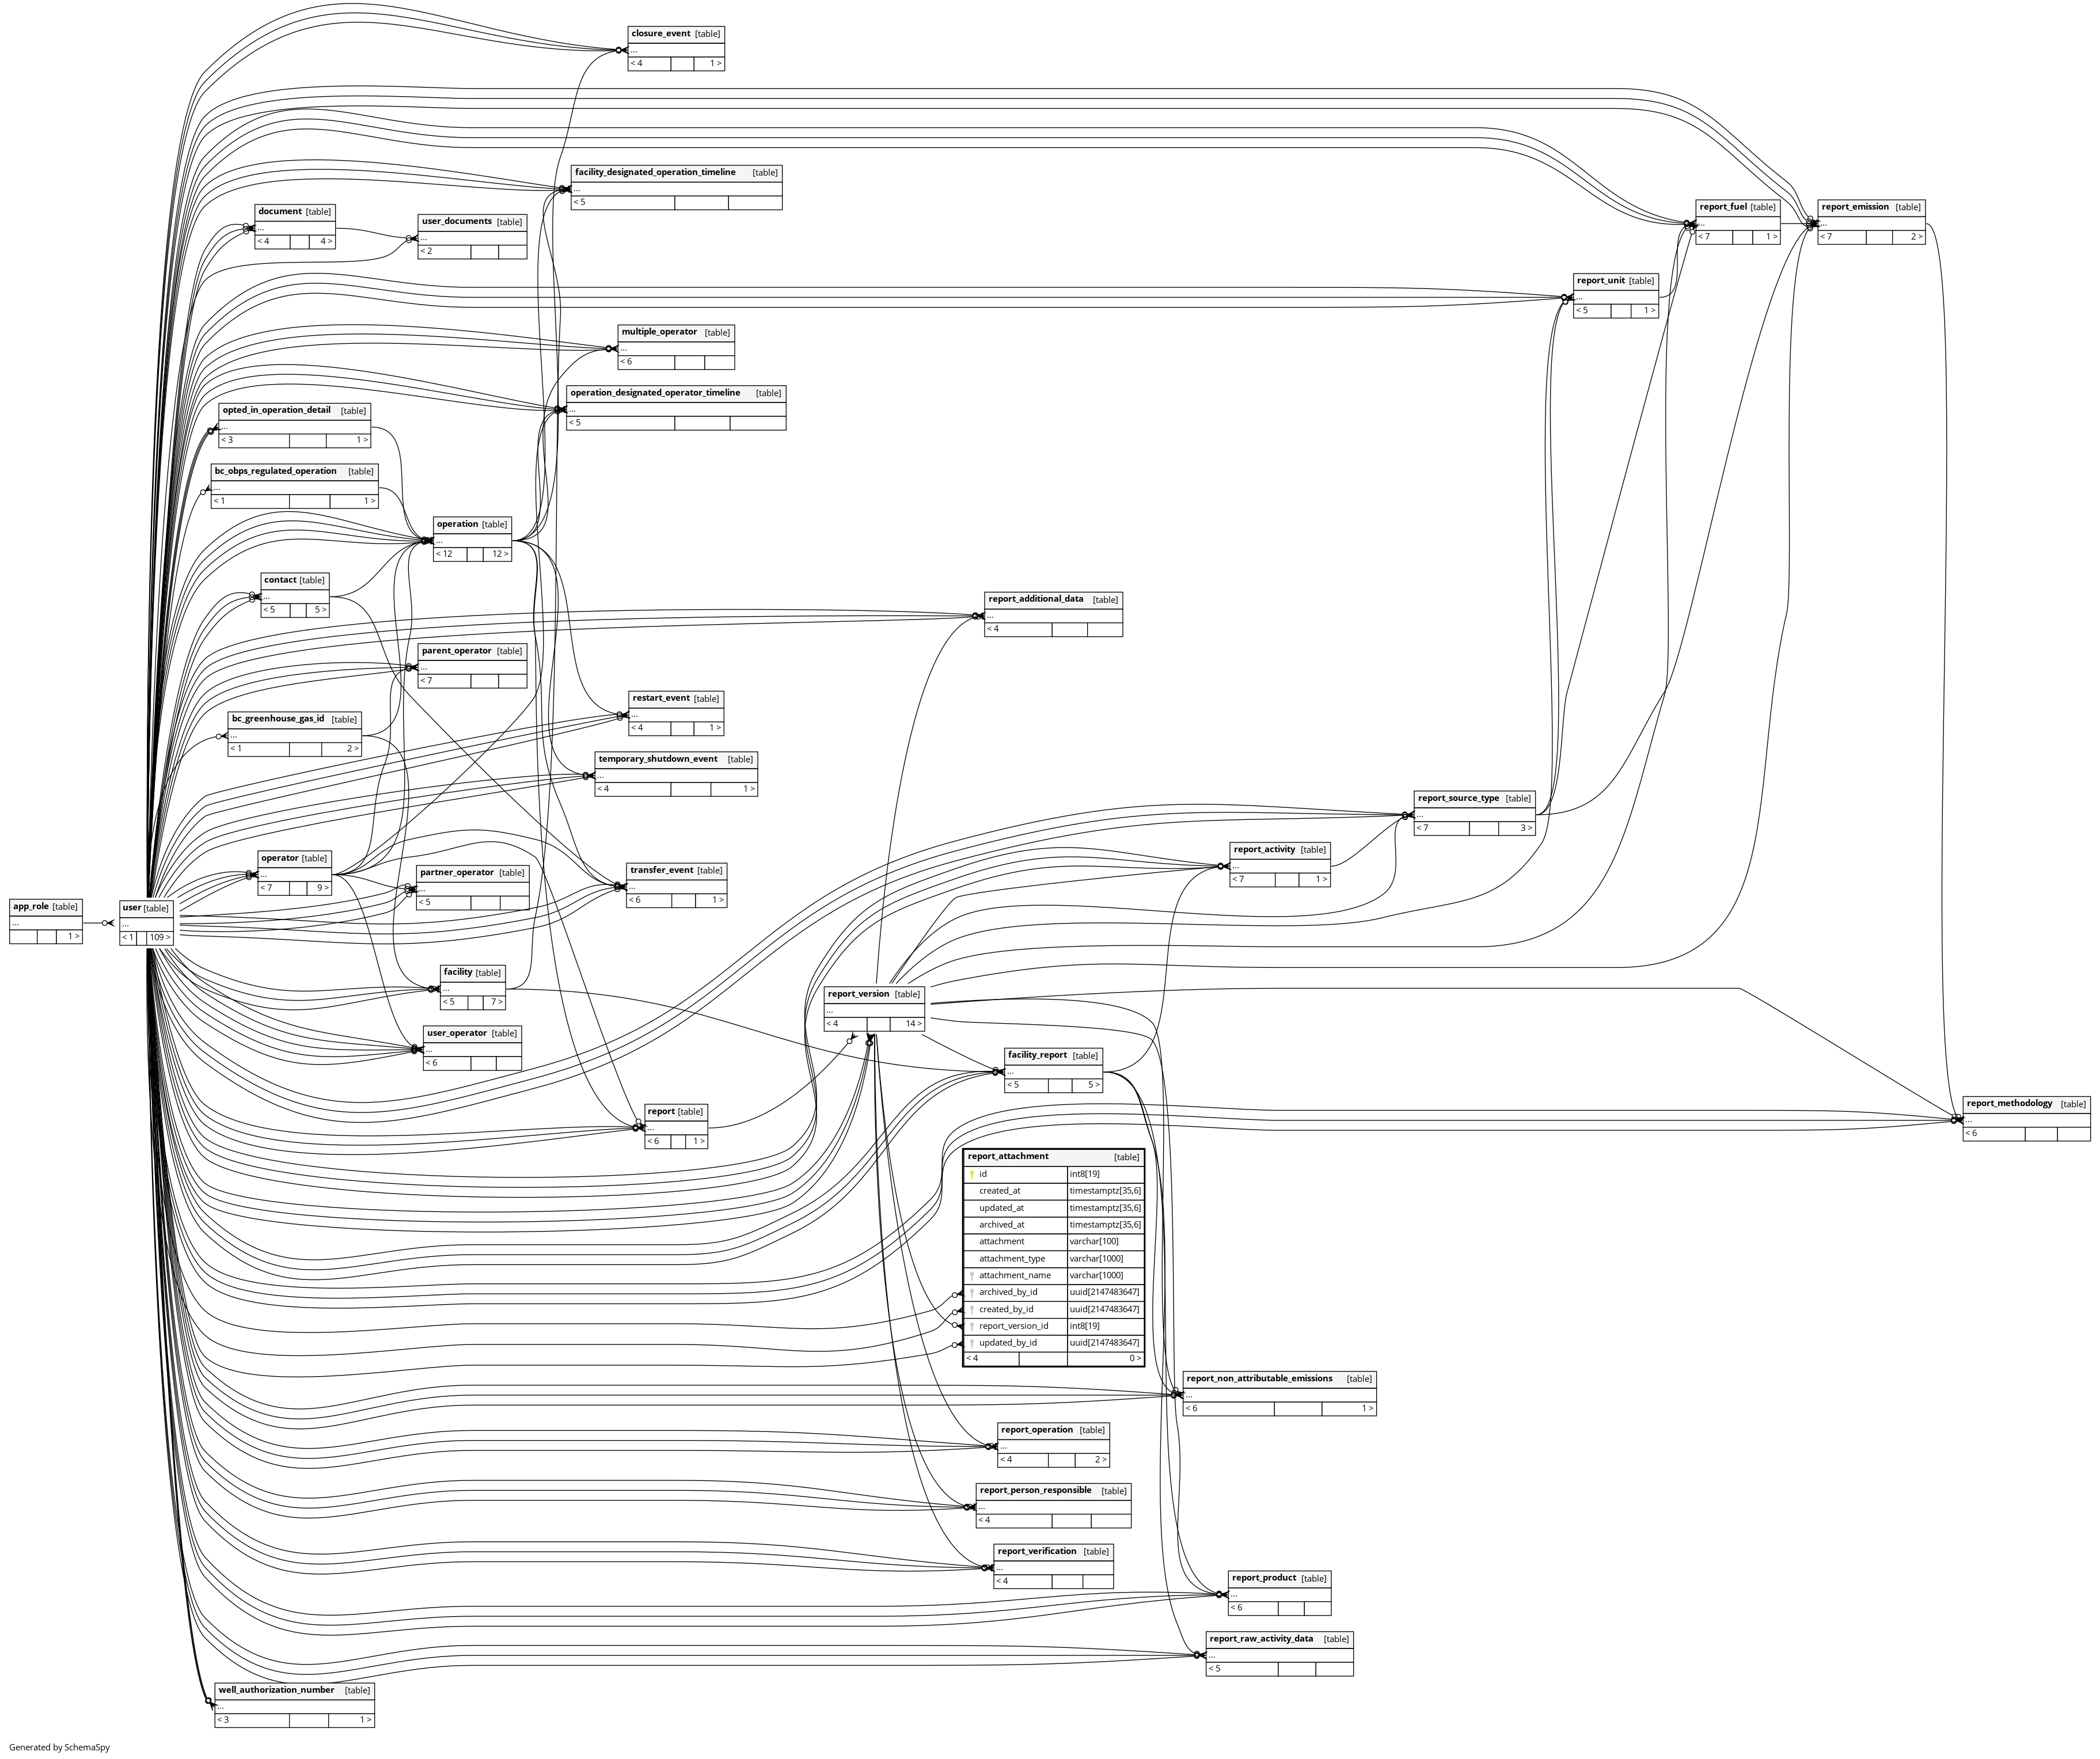 closure_event [table]
...
< 4 1 >
facility_designated_operation_timeline [table]
...
< 5
document [table]
...
< 4 4 >
user_documents [table]
...
< 2
report_fuel [table]
...
< 7 1 >
report_emission [table]
...
< 7 2 >
report_unit [table]
...
< 5 1 >
multiple_operator [table]
...
< 6
operation_designated_operator_timeline [table]
...
< 5
opted_in_operation_detail [table]
...
< 3 1 >
bc_obps_regulated_operation [table]
...
< 1 1 >
operation [table]
...
< 12 12 >
contact [table]
...
< 5 5 >
report_additional_data [table]
...
< 4
parent_operator [table]
...
< 7
restart_event [table]
...
< 4 1 >
bc_greenhouse_gas_id [table]
...
< 1 2 >
temporary_shutdown_event [table]
...
< 4 1 >
report_source_type [table]
...
< 7 3 >
report_activity [table]
...
< 7 1 >
operator [table]
...
< 7 9 >
partner_operator [table]
...
< 5
transfer_event [table]
...
< 6 1 >
app_role [table]
...
1 >
user [table]
...
< 1 109 >
facility [table]
...
< 5 7 >
report_version [table]
...
< 4 14 >
user_operator [table]
...
< 6
facility_report [table]
...
< 5 5 >
report [table]
...
< 6 1 >
report_methodology [table]
...
< 6
report_attachment [table]
id int8[19]
created_at timestamptz[35,6]
updated_at timestamptz[35,6]
archived_at timestamptz[35,6]
attachment varchar[100]
attachment_type varchar[1000]
attachment_name varchar[1000]
archived_by_id uuid[2147483647]
created_by_id uuid[2147483647]
report_version_id int8[19]
updated_by_id uuid[2147483647]
< 4 0 >
report_non_attributable_emissions [table]
...
< 6 1 >
report_operation [table]
...
< 4 2 >
report_person_responsible [table]
...
< 4
report_verification [table]
...
< 4
report_product [table]
...
< 6
report_raw_activity_data [table]
...
< 5
well_authorization_number [table]
...
< 3 1 >
Generated by SchemaSpy